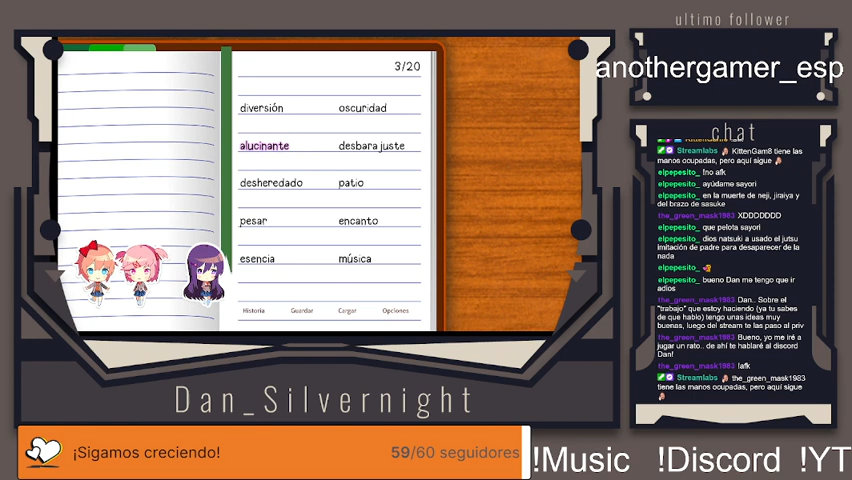 ultimo follower
anothergamer_esp
3/20
diversión oscuridad
alucinante desbara juste
desheredado patio
pesar encanto
esencia música
Historia Guardar Cargar Opciones
chat
Streamlabs KittenGam8 tiene las
manos ocupadas, pero aquí sigue
elpepesito_ !no afk
elpepesito_ ayúdame sayori
elpepesito_ en la muerte de neji, jiraiya y
del brazo de sasuke
the_green_mask1983 XDDDDDDD
elpepesito_ que pelota sayori
elpepesito_ dios natsuki a usado el jutsu
imitación de padre para desaparecer de la
nada
elpepesito_
elpepesito_ bueno Dan me tengo que ir
adios
the_green_mask1983 Dan.. Sobre el
"trabajo" que estoy haciendo (ya tu sabes
de que hablo) tengo unas ideas muy
buenas, luego del stream te las paso al priv
the_green_mask1983 Bueno, yo me iré a
jugar un rato.. de ahí te hablaré al discord
Dan!
the_green_mask1983 !afk
Streamlabs the_green_mask1983
tiene las manos ocupadas, pero aquí sigue
Dan_Silvernight
¡Sigamos creciendo! 59/60 seguidores
!Music !Discord !YT